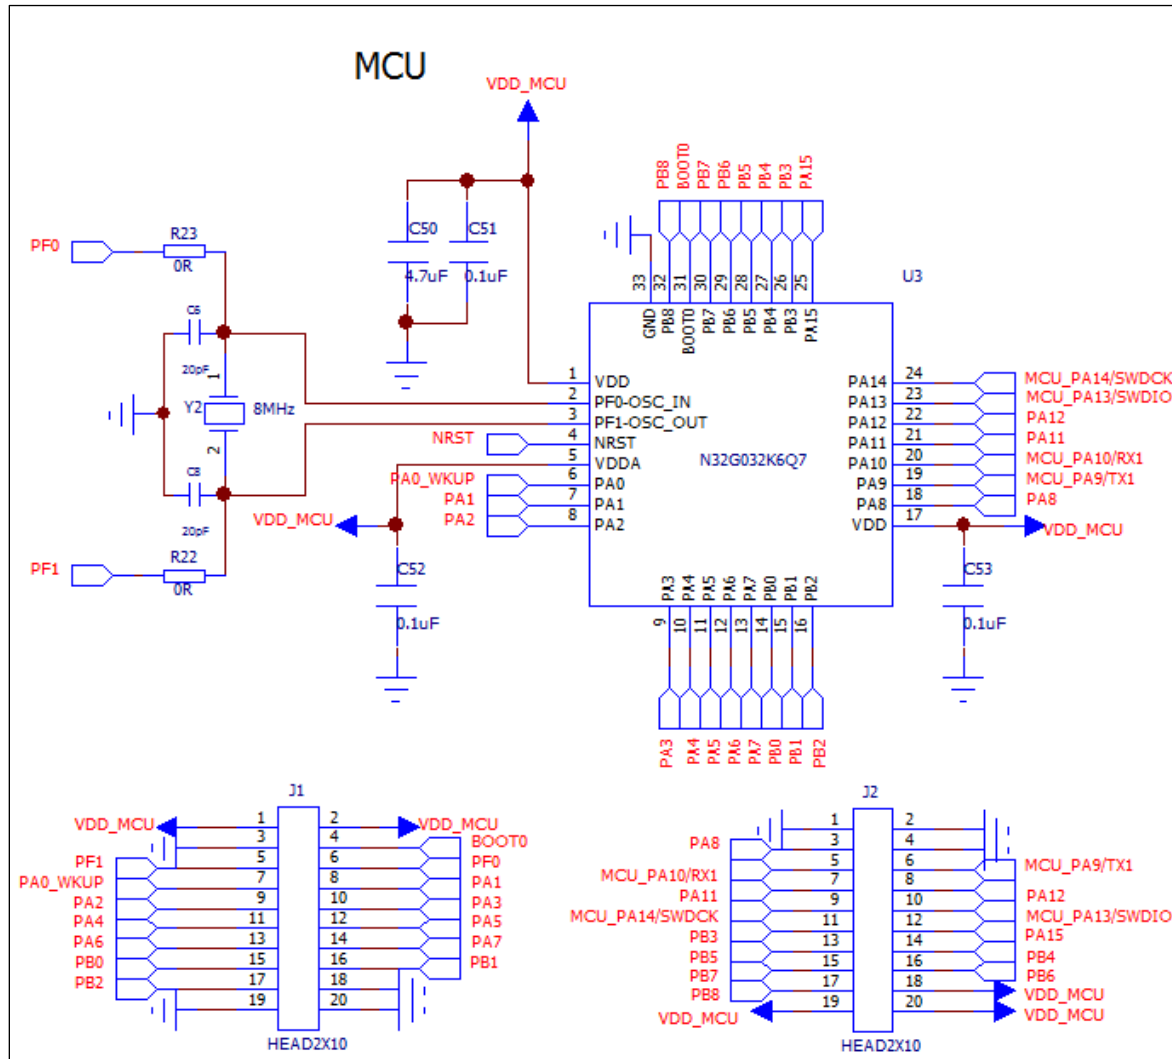 MCU
VDD_MCU
PB8 BOOT0 PB7 PB6 PB5 PB4 PB3 PA15
PF0
R23
0R
C50
4.7uF
C51
0.1uF
U3
33 32 31 30 29 28 27 26 25
GND PB8 BOOT0 PB7 PB6 PB5 PB4 PB3 PA15
C6
20pF
1
Y2
8MHz
2
C8
20pF
PF1
R22
0R
1 VDD
2 PF0-OSC_IN
3 PF1-OSC_OUT
NRST 4 NRST
5 VDDA
PA0_WKUP 6 PA0
PA1 7 PA1
PA2 8 PA2
N32G032K6Q7
PA14 24 MCU_PA14/SWDCK
PA13 23 MCU_PA13/SWDIO
PA12 22 PA12
PA11 21 PA11
PA10 20 MCU_PA10/RX1
PA9 19 MCU_PA9/TX1
PA8 18 PA8
VDD 17 VDD_MCU
VDD_MCU
C52
0.1uF
C53
0.1uF
PA3 PA4 PA5 PA6 PA7 PB0 PB1 PB2
9 10 11 12 13 14 15 16
PA3 PA4 PA5 PA6 PA7 PB0 PB1 PB2
J1
VDD_MCU 1 2 VDD_MCU
3 4 BOOT0
PF1 5 6 PF0
PA0_WKUP 7 8 PA1
PA2 9 10 PA3
PA4 11 12 PA5
PA6 13 14 PA7
PB0 15 16 PB1
PB2 17 18
19 20
HEAD2X10
J2
1 2
PA8 3 4
5 6 MCU_PA9/TX1
MCU_PA10/RX1 7 8
PA11 9 10 PA12
MCU_PA14/SWDCK 11 12 MCU_PA13/SWDIO
PB3 13 14 PA15
PB5 15 16 PB4
PB7 17 18 PB6
PB8 19 20 VDD_MCU
VDD_MCU VDD_MCU
HEAD2X10